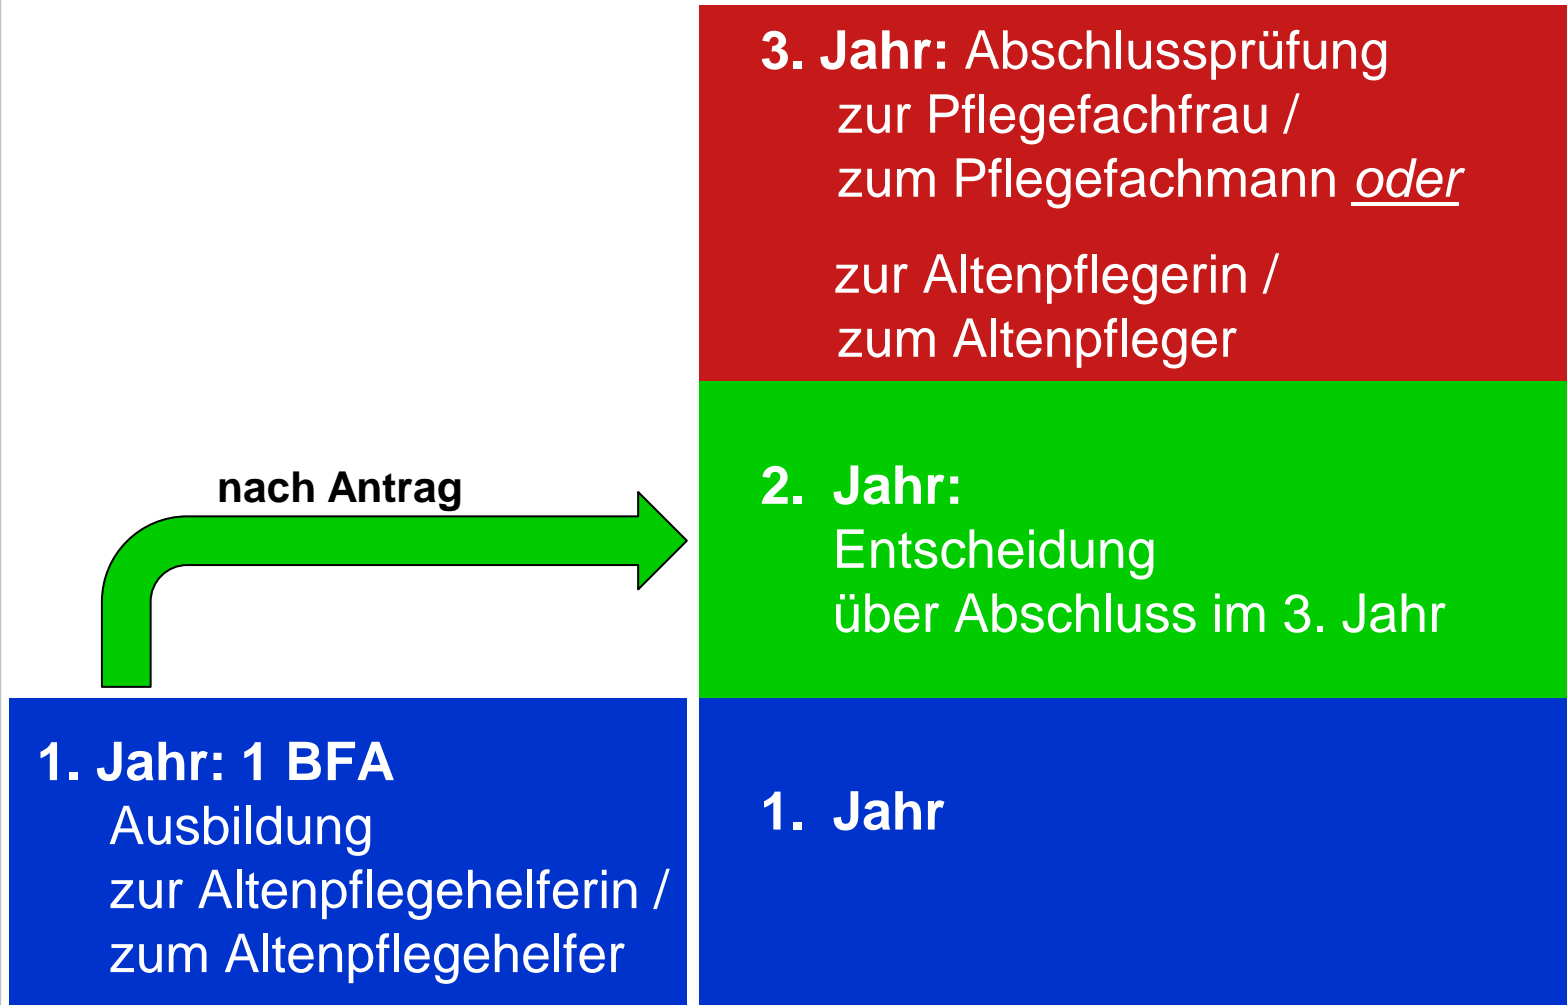 3. Jahr: Abschlussprüfung
zur Pflegefachfrau /
zum Pflegefachmann oder
zur Altenpflegerin /
zum Altenpfleger
nach Antrag
2. Jahr:
Entscheidung
über Abschluss im 3. Jahr
1. Jahr: 1 BFA
Ausbildung
zur Altenpflegehelferin /
zum Altenpflegehelfer
1. Jahr